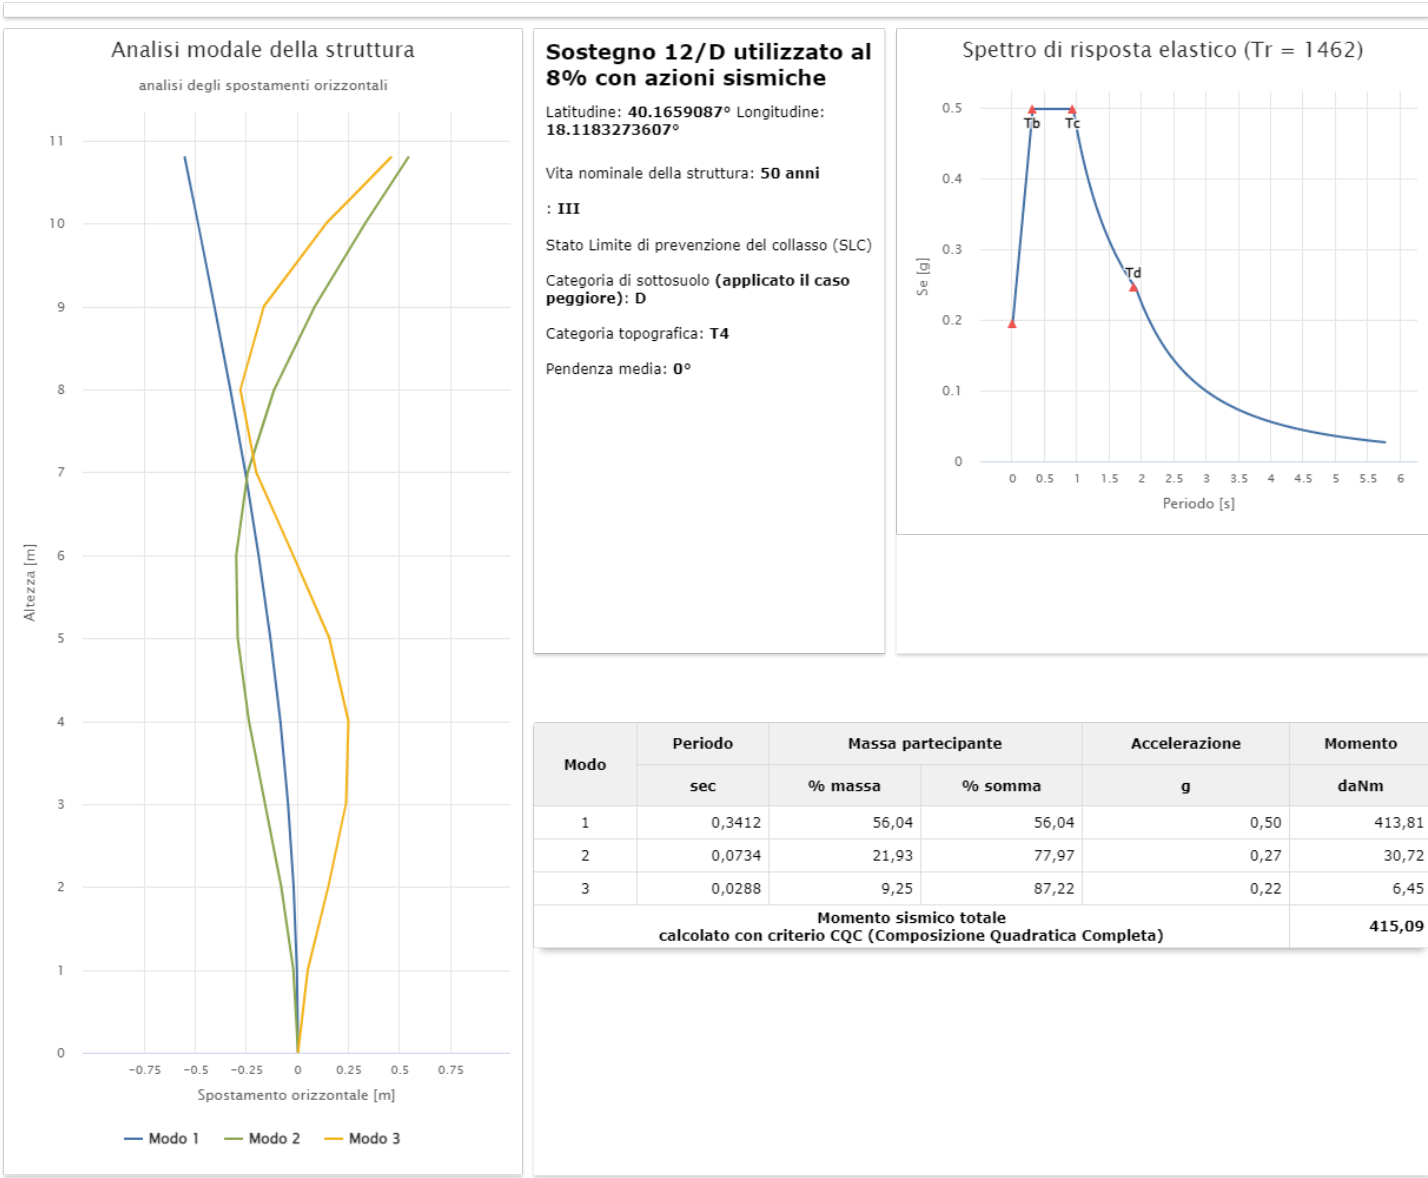 Analisi modale della struttura
analisi degli spostamenti orizzontali
11
10
9
8
7
6
5
4
3
2
1
0
Altezza [m]
−0.75 −0.5 −0.25 0 0.25 0.5 0.75
Spostamento orizzontale [m]
Modo 1 Modo 2 Modo 3
Sostegno 12/D utilizzato al
8% con azioni sismiche
Latitudine: 40.1659087° Longitudine:
18.1183273607°
Vita nominale della struttura: 50 anni
: III
Stato Limite di prevenzione del collasso (SLC)
Categoria di sottosuolo (applicato il caso
peggiore): D
Categoria topografica: T4
Pendenza media: 0°
Spettro di risposta elastico (Tr = 1462)
0.5
0.4
0.3
0.2
0.1
0
Se [g]
Tb Tc
Td
0 0.5 1 1.5 2 2.5 3 3.5 4 4.5 5 5.5 6
Periodo [s]
Modo Periodo Massa partecipante Accelerazione Momento
sec % massa % somma g daNm
1 0,3412 56,04 56,04 0,50 413,81
2 0,0734 21,93 77,97 0,27 30,72
3 0,0288 9,25 87,22 0,22 6,45
Momento sismico totale
calcolato con criterio CQC (Composizione Quadratica Completa) 415,09